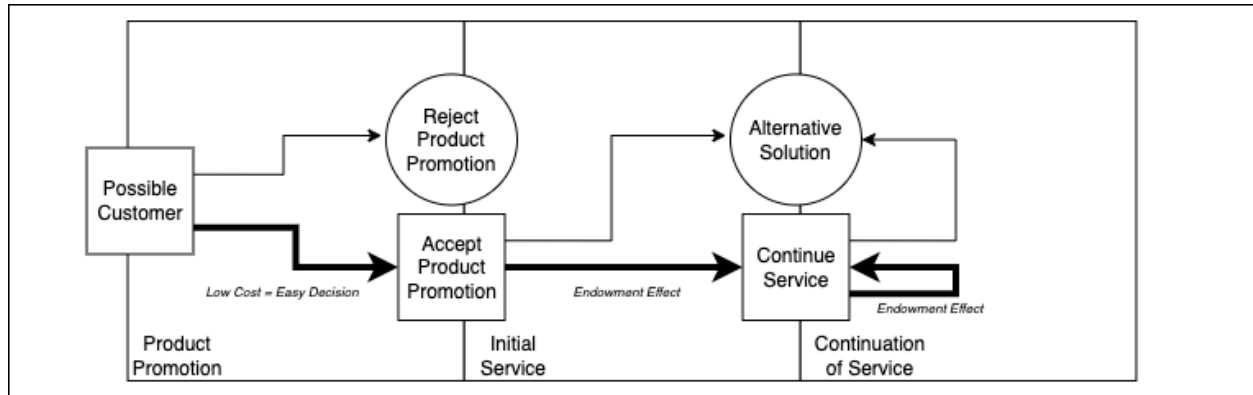 Reject
Product
Promotion
Alternative
Solution
Possible
Customer
Accept
Product
Promotion
Continue
Service
Low Cost = Easy Decision
Endowment Effect
Endowment Effect
Product
Promotion
Initial
Service
Continuation
of Service